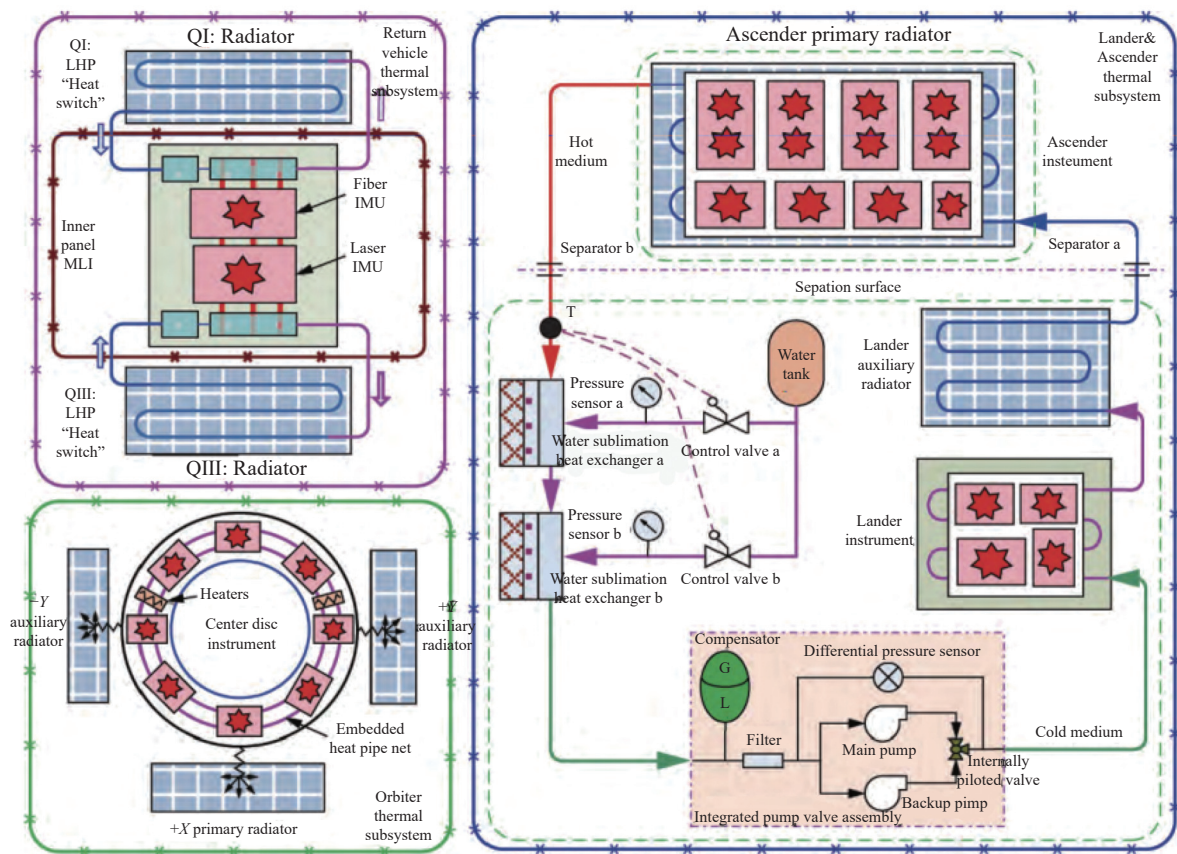 QI: Radiator
QI:
LHP
“Heat
switch”
Return
vehicle
thermal
subsystem
Fiber
IMU
Laser
IMU
Inner
panel
MLI
QIII:
LHP
“Heat
switch”
QIII: Radiator
Ascender primary radiator
Lander&
Ascender
thermal
subsystem
Hot
medium
Ascender
insteument
Separator b
Separator a
Sepation surface
T
Water
tank
Lander
auxiliary
radiator
Pressure
sensor a
Water sublimation
heat exchanger a
Control valve a
Pressure
sensor b
Water sublimation
heat exchanger b
Control valve b
Lander
instrument
Heaters
Center disc
instrument
−Y
auxiliary
radiator
auxiliary
radiator
Embedded
heat pipe net
+X primary radiator
Orbiter
thermal
subsystem
Compensator
G
L
Differential pressure sensor
Filter
Main pump
Internally
piloted valve
Cold medium
Backup pimp
Integrated pump valve assembly